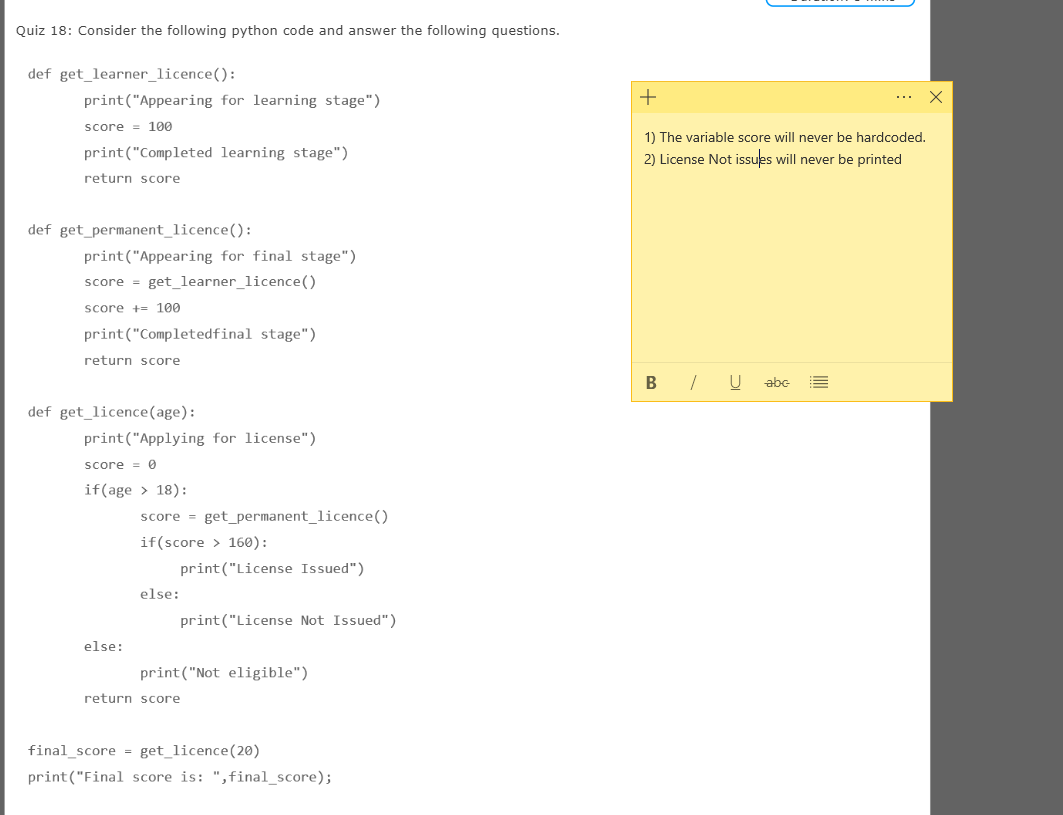 Quiz 18: Consider the following python code and answer the following questions.
def get_learner_licence():
print("Appearing for learning stage")
score = 100
print("Completed learning stage")
return score
def get_permanent_licence():
print("Appearing for final stage")
score = get_learner_licence()
score += 100
print("Completedfinal stage")
return score
def get_licence(age):
print("Applying for license")
score = 0
if(age > 18):
score = get_permanent_licence()
if(score > 160):
print("License Issued")
else:
print("License Not Issued")
else:
print("Not eligible")
return score
final_score = get_licence(20)
print("Final score is: ",final_score);
1) The variable score will never be hardcoded.
2) License Not issues will never be printed
B / U abc